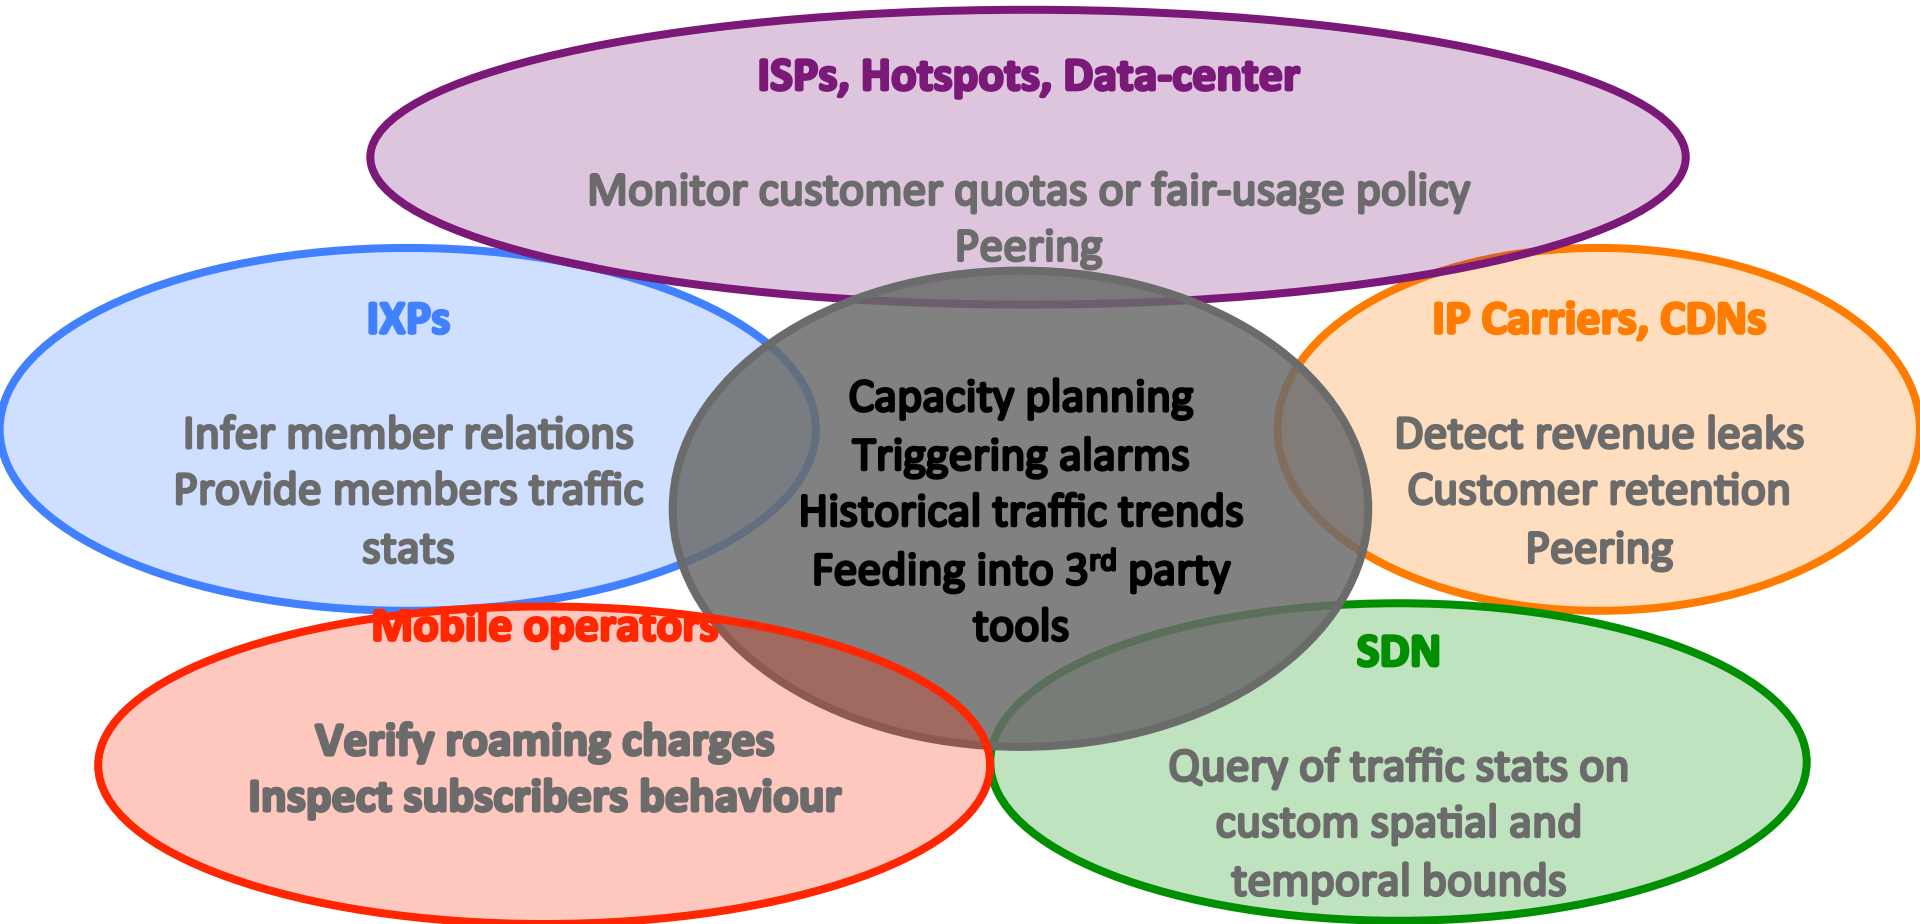 ISPs, Hotspots, Data-center
Monitor customer quotas or fair-usage policy
Peering
IXPs
Infer member relations
Provide members traffic
stats
Capacity planning
Triggering alarms
Historical traffic trends
Feeding into 3rd party
tools
IP Carriers, CDNs
Detect revenue leaks
Customer retention
Peering
Mobile operators
Verify roaming charges
Inspect subscribers behaviour
SDN
Query of traffic stats on
custom spatial and
temporal bounds